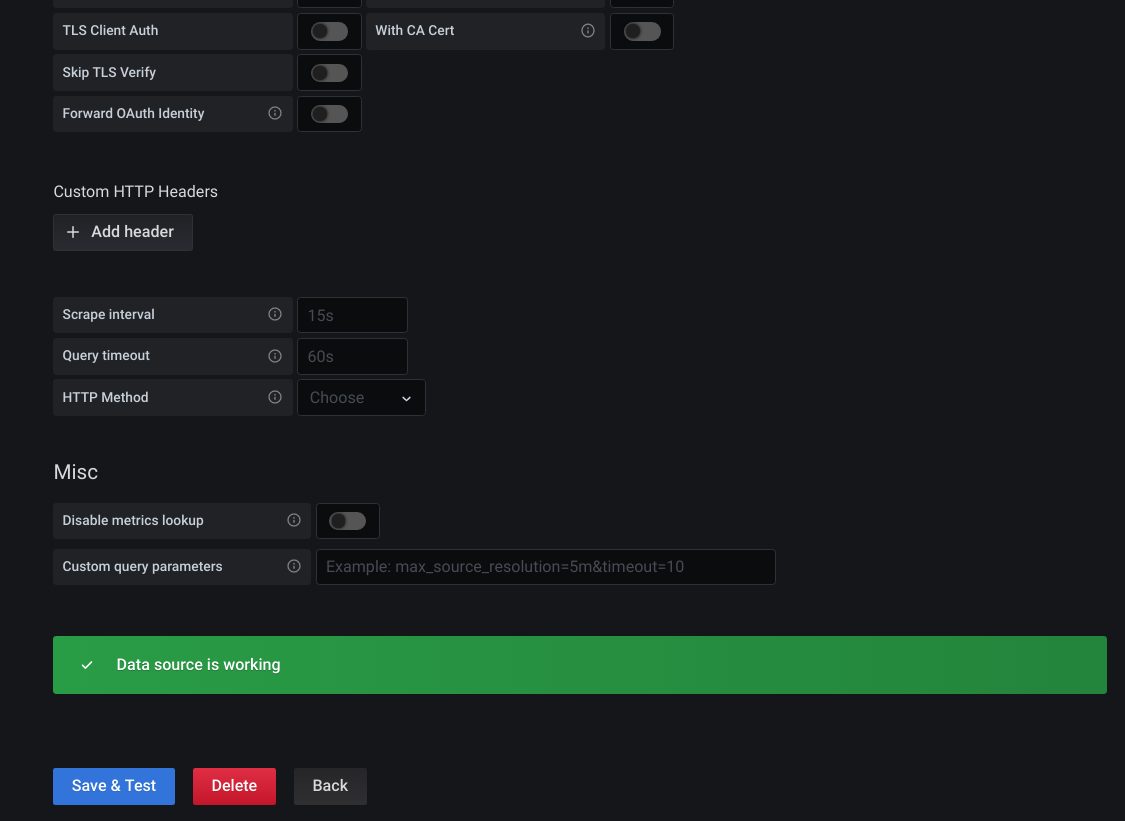 TLS Client Auth With CA Cert
Skip TLS Verify
Forward OAuth Identity
Custom HTTP Headers
Add header
Scrape interval 15s
Query timeout 60s
HTTP Method Choose
Misc
Disable metrics lookup
Custom query parameters Example: max_source_resolution=5m&timeout=10
Data source is working
Save & Test Delete Back